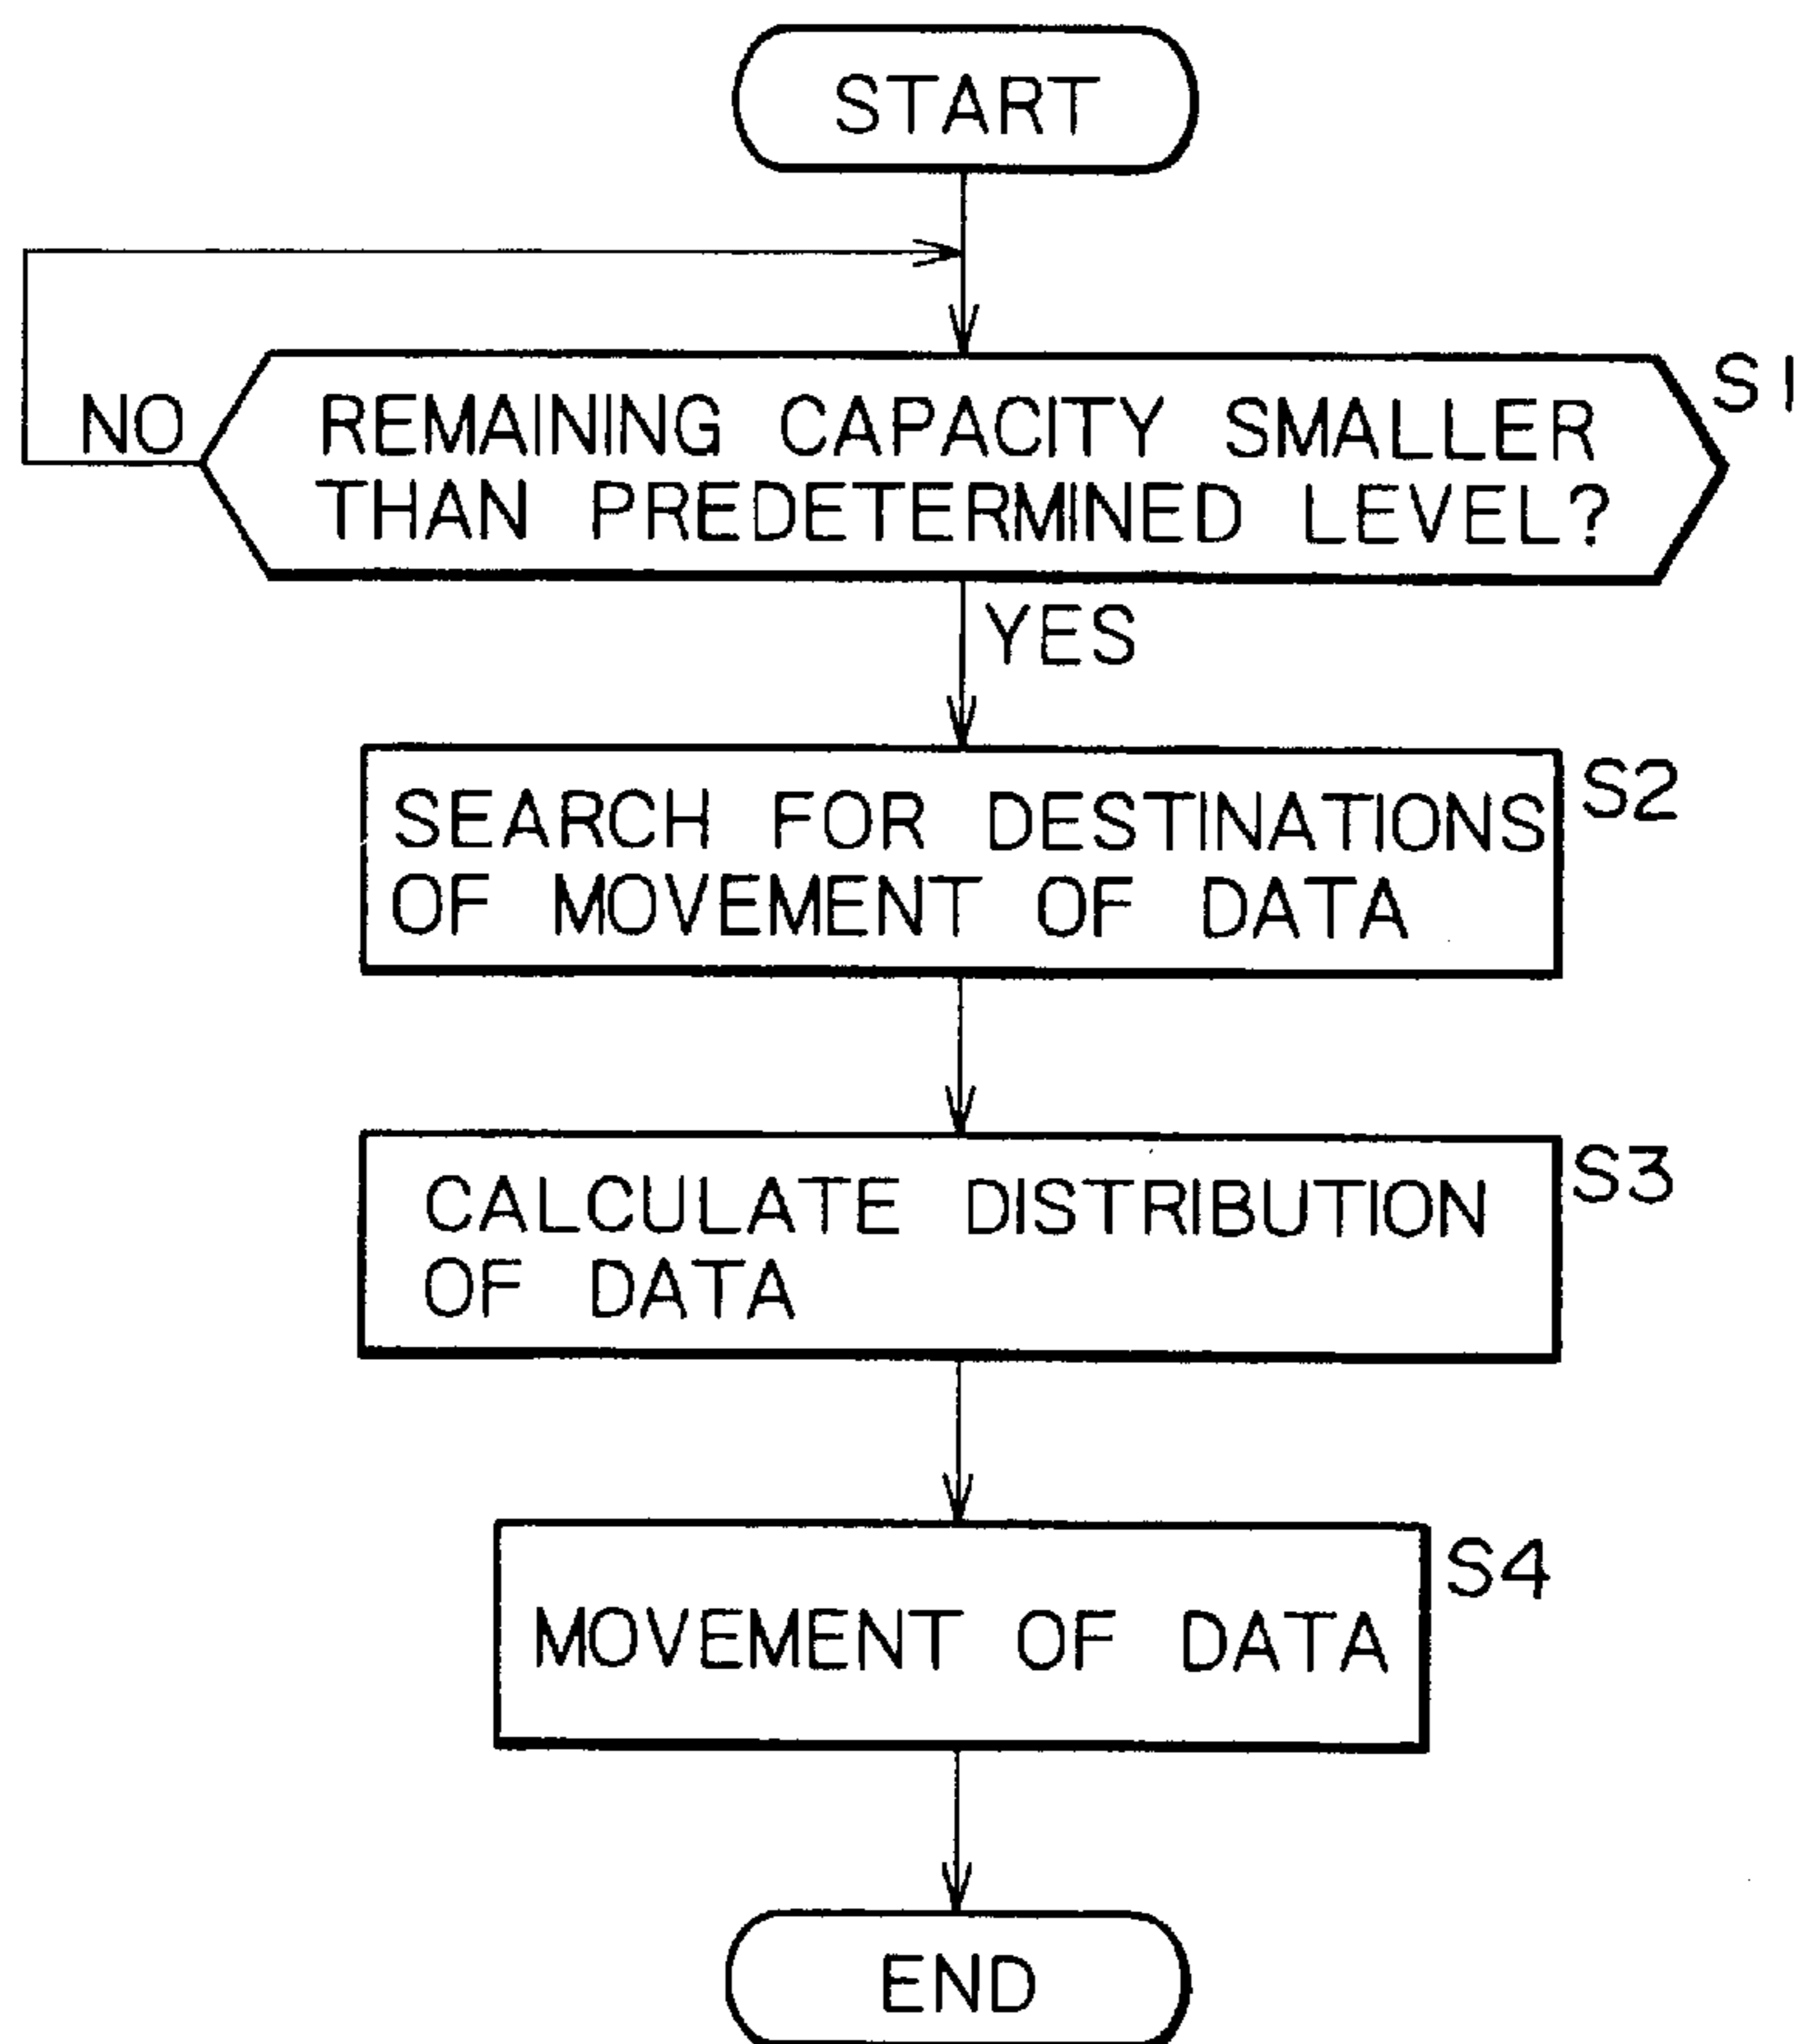 START
NO
REMAINING CAPACITY SMALLER
THAN PREDETERMINED LEVEL?
S1
YES
SEARCH FOR DESTINATIONS
OF MOVEMENT OF DATA
S2
CALCULATE DISTRIBUTION
OF DATA
S3
MOVEMENT OF DATA
S4
END